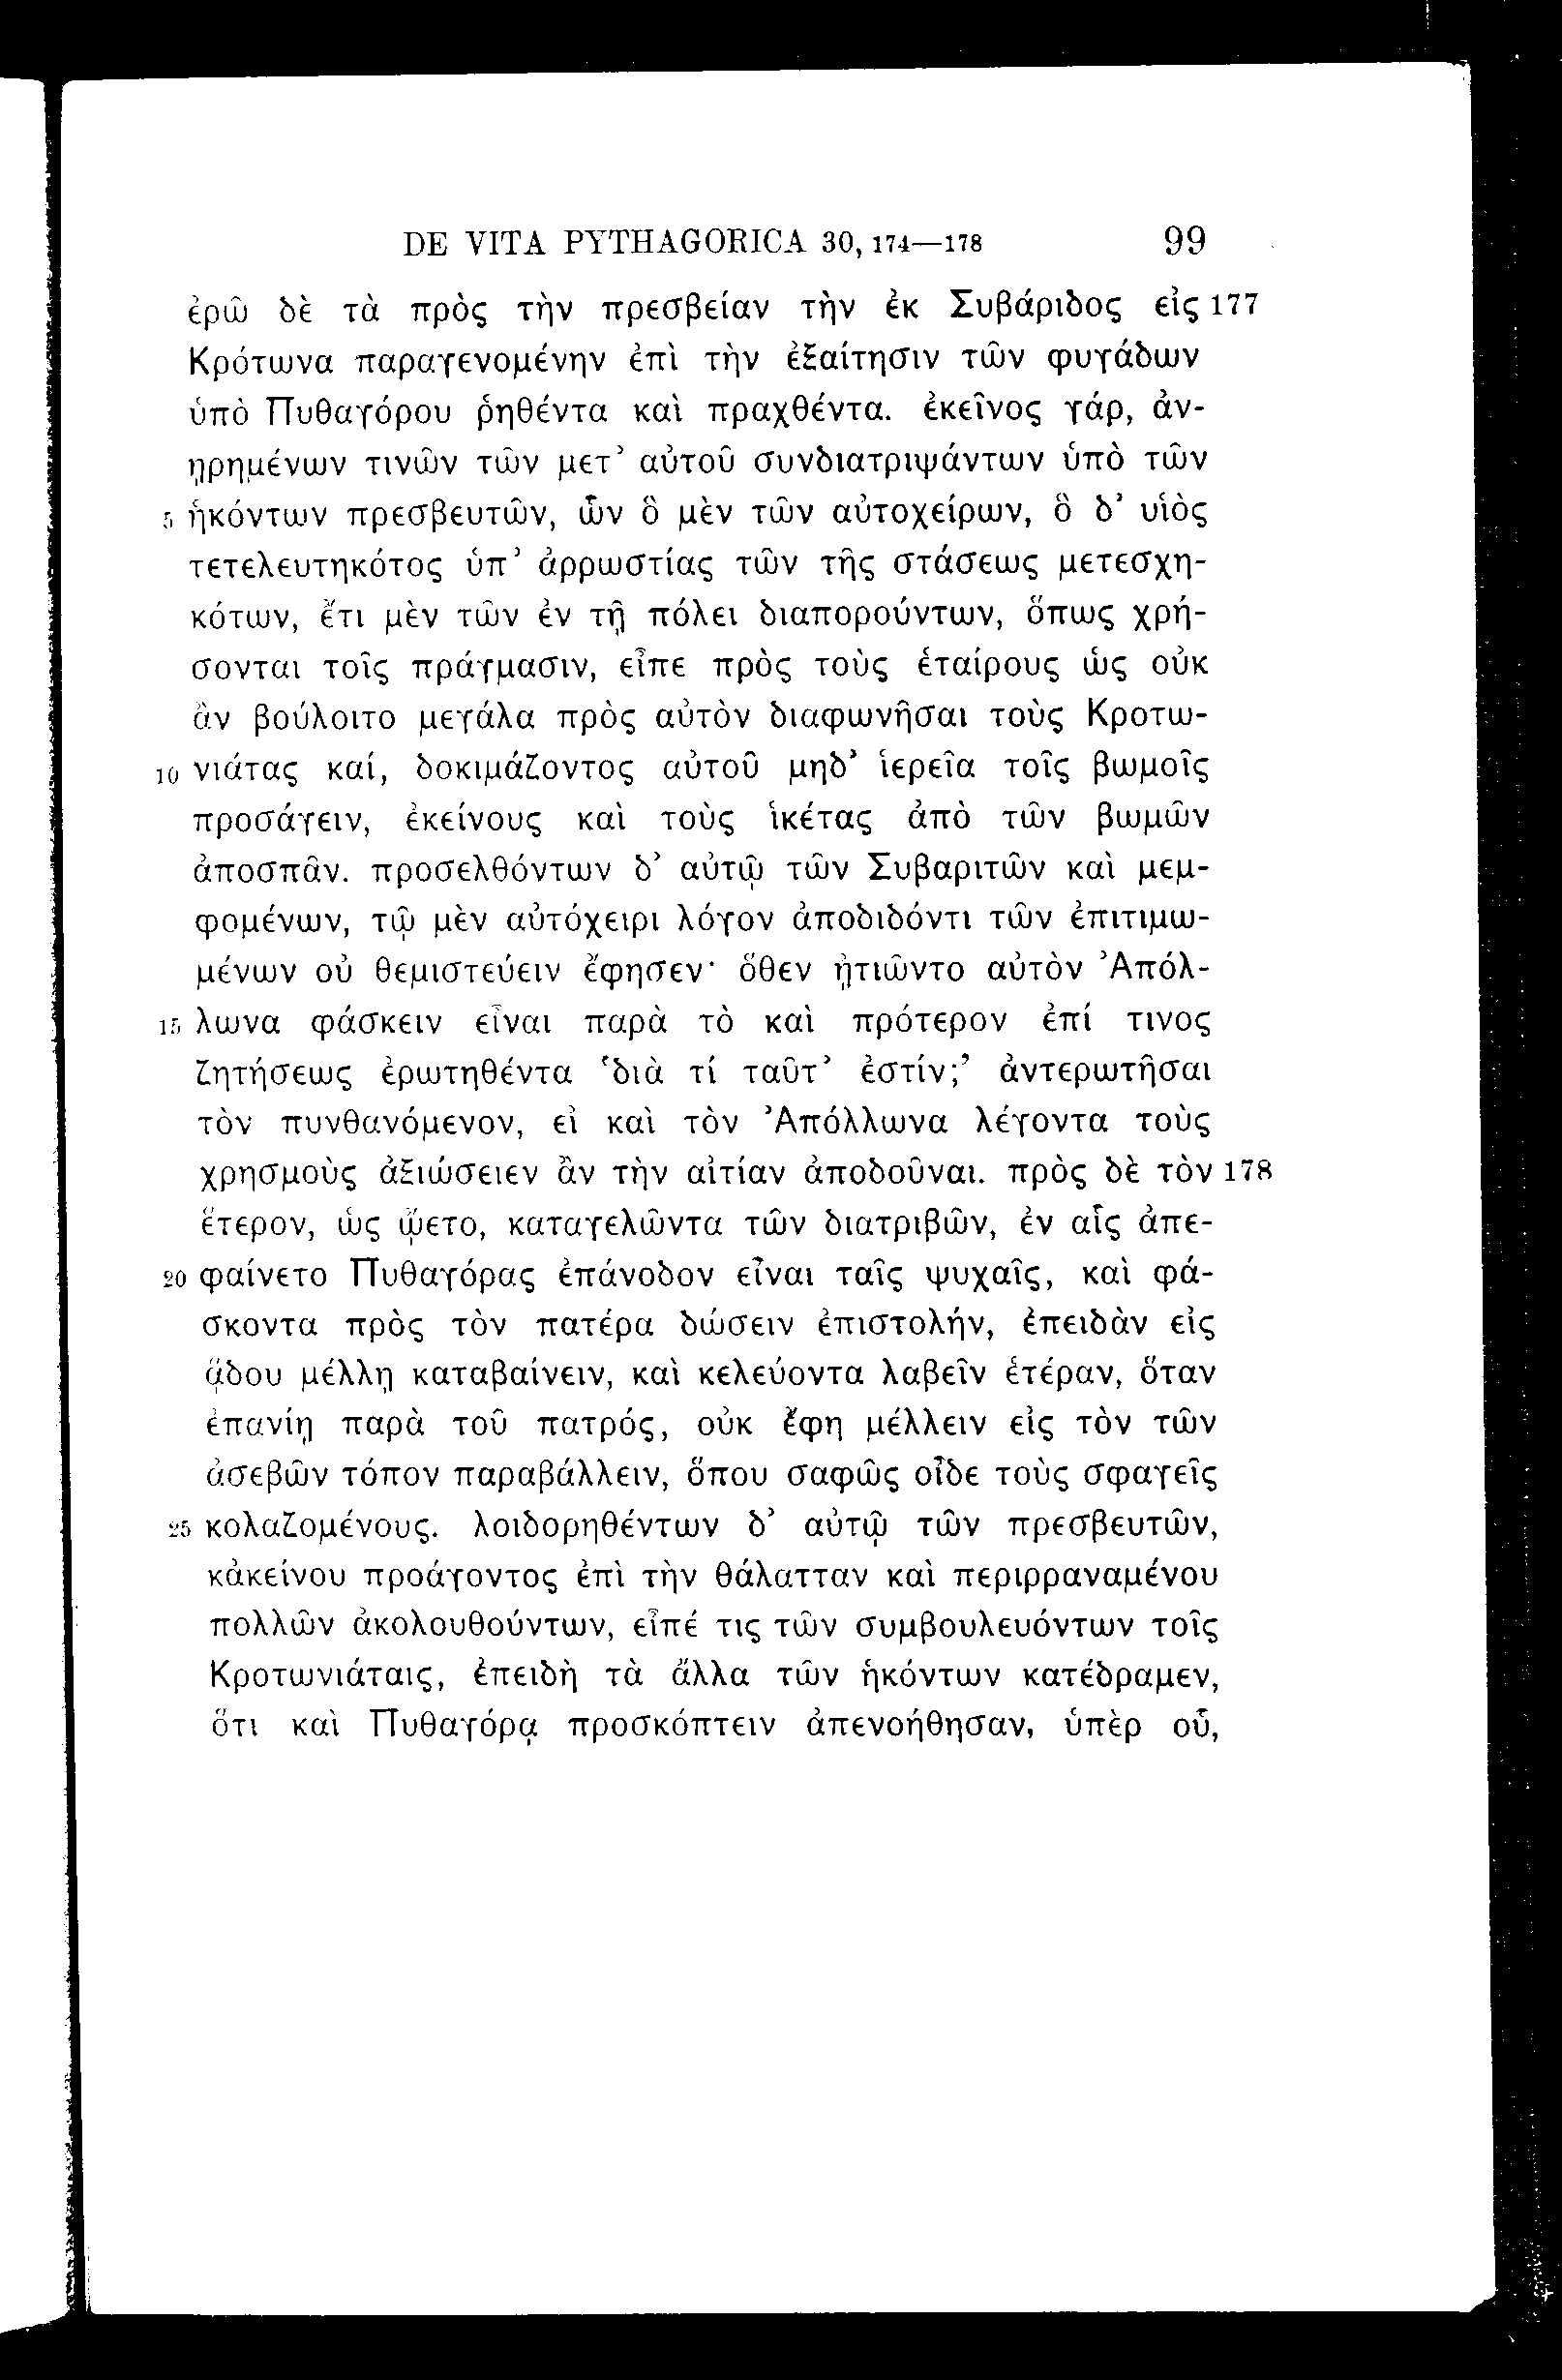 DE VITA PYTHAGORICA 30, 174—178 99
ἐρῶ δὲ τὰ πρὸς τὴν πρεσβείαν τὴν ἐκ Συβάριδος εἰς 177
Κρότωνα παραγενομένην ἐπὶ τὴν ἐξαίτησιν τῶν φυγάδων
ὑπὸ Πυθαγόρου ῥηθέντα καὶ πραχθέντα. ἐκεῖνος γάρ, ἀν-
ῃρημένων τινῶν τῶν μετ’ αὐτοῦ συνδιατριψάντων ὑπὸ τῶν
5 ἡκόντων πρεσβευτῶν, ὧν ὃ μὲν τῶν αὐτοχείρων, ὃ δ’ υἱὸς
τετελευτηκότος ὑπ’ ἀρρωστίας τῶν τῆς στάσεως μετεσχη-
κότων, ἔτι μὲν τῶν ἐν τῇ πόλει διαπορούντων, ὅπως χρή-
σονται τοῖς πράγμασιν, εἶπε πρὸς τοὺς ἑταίρους ὡς οὐκ
ἂν βούλοιτο μεγάλα πρὸς αὐτὸν διαφωνῆσαι τοὺς Κροτω-
10 νιάτας καί, δοκιμάζοντος αὐτοῦ μηδ’ ἱερεῖα τοῖς βωμοῖς
προσάγειν, ἐκείνους καὶ τοὺς ἱκέτας ἀπὸ τῶν βωμῶν
ἀποσπᾶν. προσελθόντων δ’ αὐτῷ τῶν Συβαριτῶν καὶ μεμ-
φομένων, τῷ μὲν αὐτόχειρι λόγον ἀποδιδόντι τῶν ἐπιτιμω-
μένων οὐ θεμιστεύειν ἔφησεν· ὅθεν ᾐτιῶντο αὐτὸν Ἀπόλ-
15 λωνα φάσκειν εἶναι παρὰ τὸ καὶ πρότερον ἐπί τινος
ζητήσεως ἐρωτηθέντα ‘διὰ τί ταῦτ’ ἐστίν;’ ἀντερωτῆσαι
τὸν πυνθανόμενον, εἰ καὶ τὸν Ἀπόλλωνα λέγοντα τοὺς
χρησμοὺς ἀξιώσειεν ἂν τὴν αἰτίαν ἀποδοῦναι. πρὸς δὲ τὸν 178
ἕτερον, ὡς ᾤετο, καταγελῶντα τῶν διατριβῶν, ἐν αἷς ἀπε-
20 φαίνετο Πυθαγόρας ἐπάνοδον εἶναι ταῖς ψυχαῖς, καὶ φά-
σκοντα πρὸς τὸν πατέρα δώσειν ἐπιστολήν, ἐπειδὰν εἰς
ᾅδου μέλλῃ καταβαίνειν, καὶ κελεύοντα λαβεῖν ἑτέραν, ὅταν
ἐπανίῃ παρὰ τοῦ πατρός, οὐκ ἔφη μέλλειν εἰς τὸν τῶν
ἀσεβῶν τόπον παραβάλλειν, ὅπου σαφῶς οἶδε τοὺς σφαγεῖς
25 κολαζομένους. λοιδορηθέντων δ’ αὐτῷ τῶν πρεσβευτῶν,
κἀκείνου προάγοντος ἐπὶ τὴν θάλατταν καὶ περιρραναμένου
πολλῶν ἀκολουθούντων, εἶπέ τις τῶν συμβουλευόντων τοῖς
Κροτωνιάταις, ἐπειδὴ τὰ ἄλλα τῶν ἡκόντων κατέδραμεν,
ὅτι καὶ Πυθαγόρᾳ προσκόπτειν ἀπενοήθησαν, ὑπὲρ οὗ,